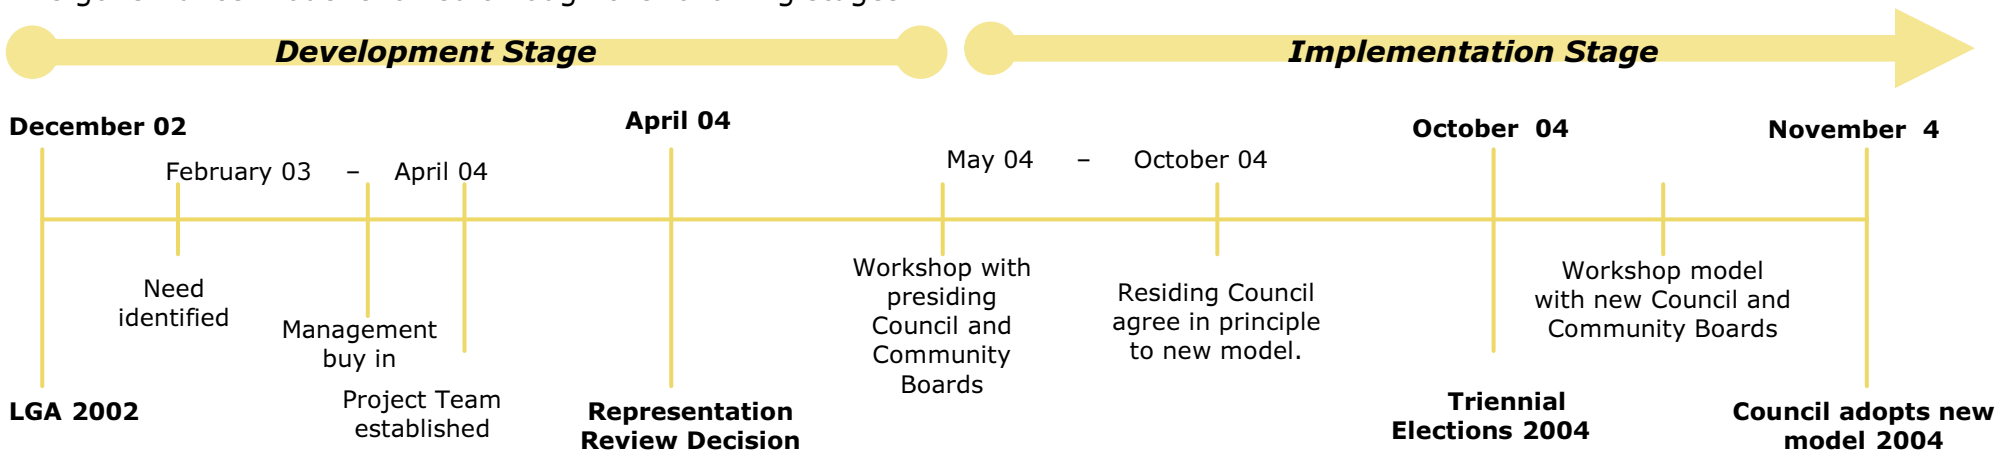 Development Stage
Implementation Stage
December 02
April 04
October 04
November 4
February 03 – April 04
May 04 – October 04
Need
identified
Management
buy in
Project Team
established
Workshop with
presiding
Council and
Community
Boards
Residing Council
agree in principle
to new model.
Workshop model
with new Council and
Community Boards
LGA 2002
Representation
Review Decision
Triennial
Elections 2004
Council adopts new
model 2004